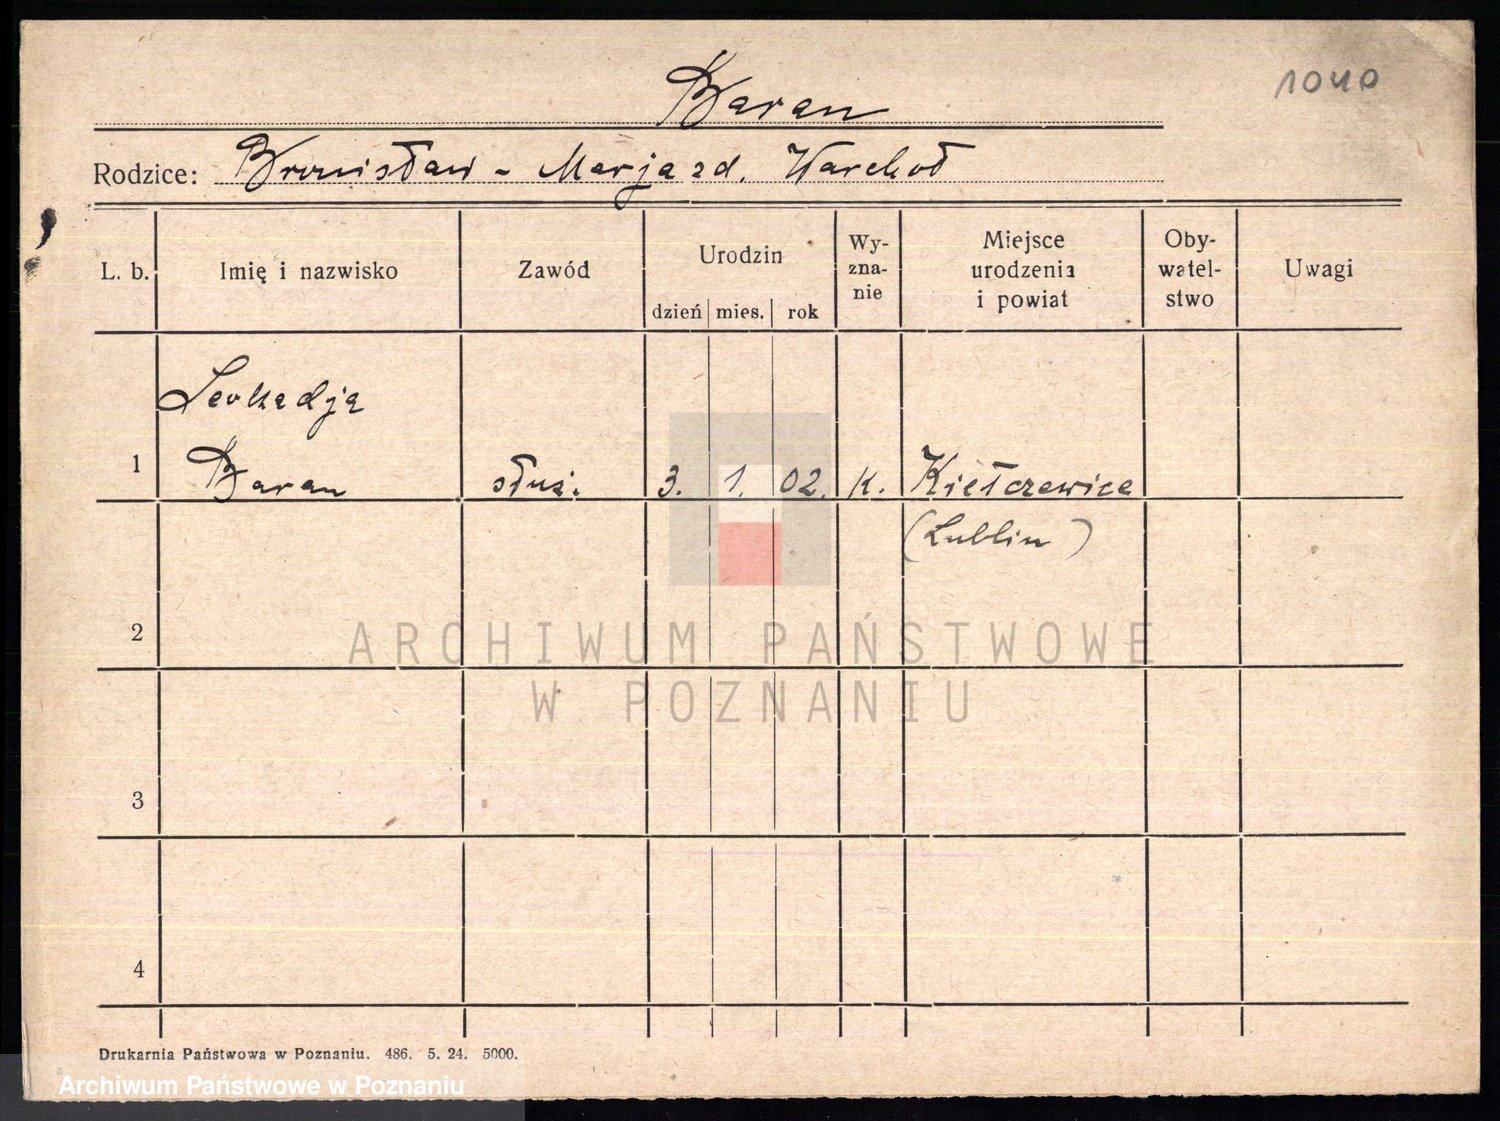 1040
Baran
Rodzice: Bronisław - Marja zd. Warchoł
L. b. Imię i nazwisko Zawód Urodzin Wy-zna-nie Miejsce urodzenia i powiat Oby-watel-stwo Uwagi
dzień mies. rok
Leokadja
1 Baran służ. 3. 1. 02. k. Kiełczewice
(Lublin)
2
ARCHIWUM PAŃSTWOWE
W POZNANIU
3
4
Drukarnia Państwowa w Poznaniu. 486. 5. 24. 5000.
Archiwum Państwowe w Poznaniu